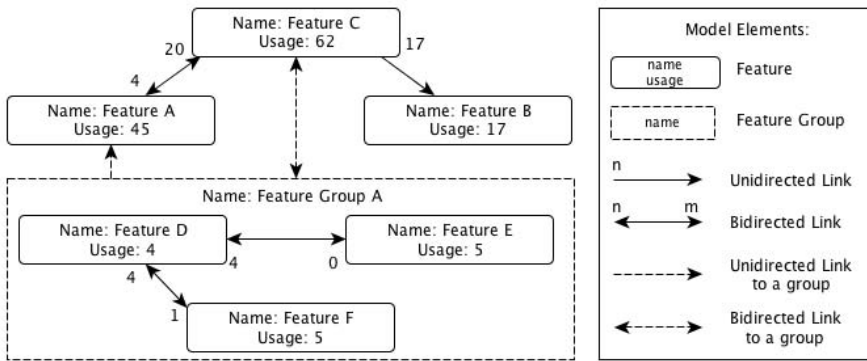 Name: Feature C
Usage: 62
20
17
4
Name: Feature A
Usage: 45
Name: Feature B
Usage: 17
Name: Feature Group A
Name: Feature D
Usage: 4
Name: Feature E
Usage: 5
4
0
4
1
Name: Feature F
Usage: 5
Model Elements:
name
usage
Feature
name
Feature Group
n
Unidirected Link
n
m
Bidirected Link
Unidirected Link
to a group
Bidirected Link
to a group